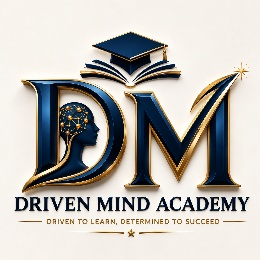 DM
DRIVEN MIND ACADEMY
DRIVEN TO LEARN, DETERMINED TO SUCCEED